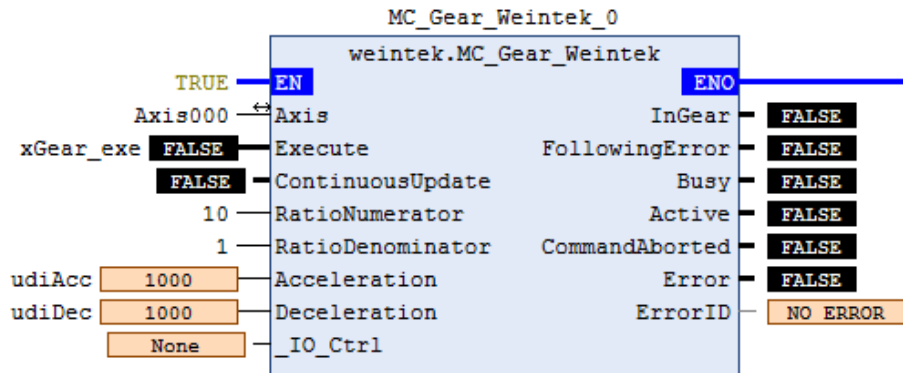 MC_Gear_Weintek_0
weintek.MC_Gear_Weintek
TRUE EN ENO
Axis000 Axis InGear FALSE
xGear_exe FALSE Execute FollowingError FALSE
FALSE ContinuousUpdate Busy FALSE
10 RatioNumerator Active FALSE
1 RatioDenominator CommandAborted FALSE
udiAcc 1000 Acceleration Error FALSE
udiDec 1000 Deceleration ErrorID NO ERROR
None _IO_Ctrl